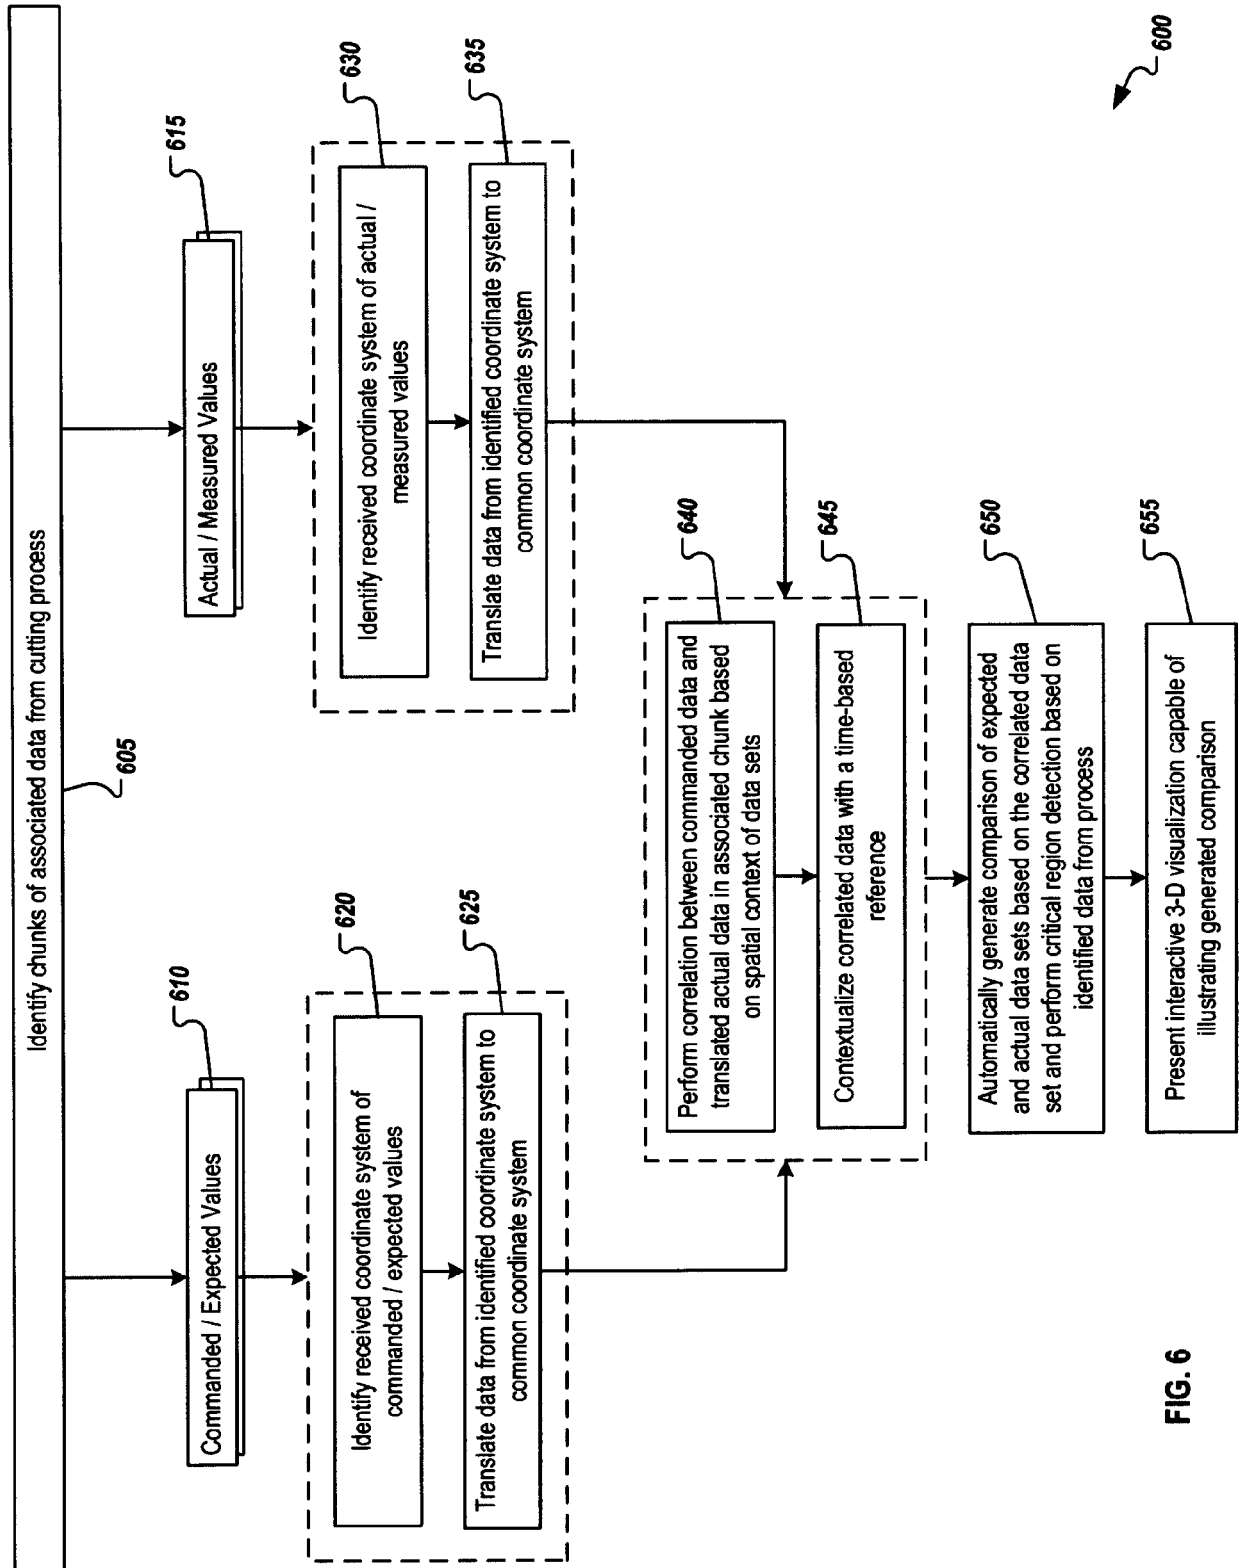 Identify chunks of associated data from cutting process
605
610
Commanded / Expected Values
615
Actual / Measured Values
620
Identify received coordinate system of
commanded / expected values
625
Translate data from identified coordinate system to
common coordinate system
630
Identify received coordinate system of actual /
measured values
635
Translate data from identified coordinate system to
common coordinate system
640
Perform correlation between commanded data and
translated actual data in associated chunk based
on spatial context of data sets
645
Contextualize correlated data with a time-based
reference
650
Automatically generate comparison of expected
and actual data sets based on the correlated data
set and perform critical region detection based on
identified data from process
655
Present interactive 3-D visualization capable of
illustrating generated comparison
600
FIG. 6